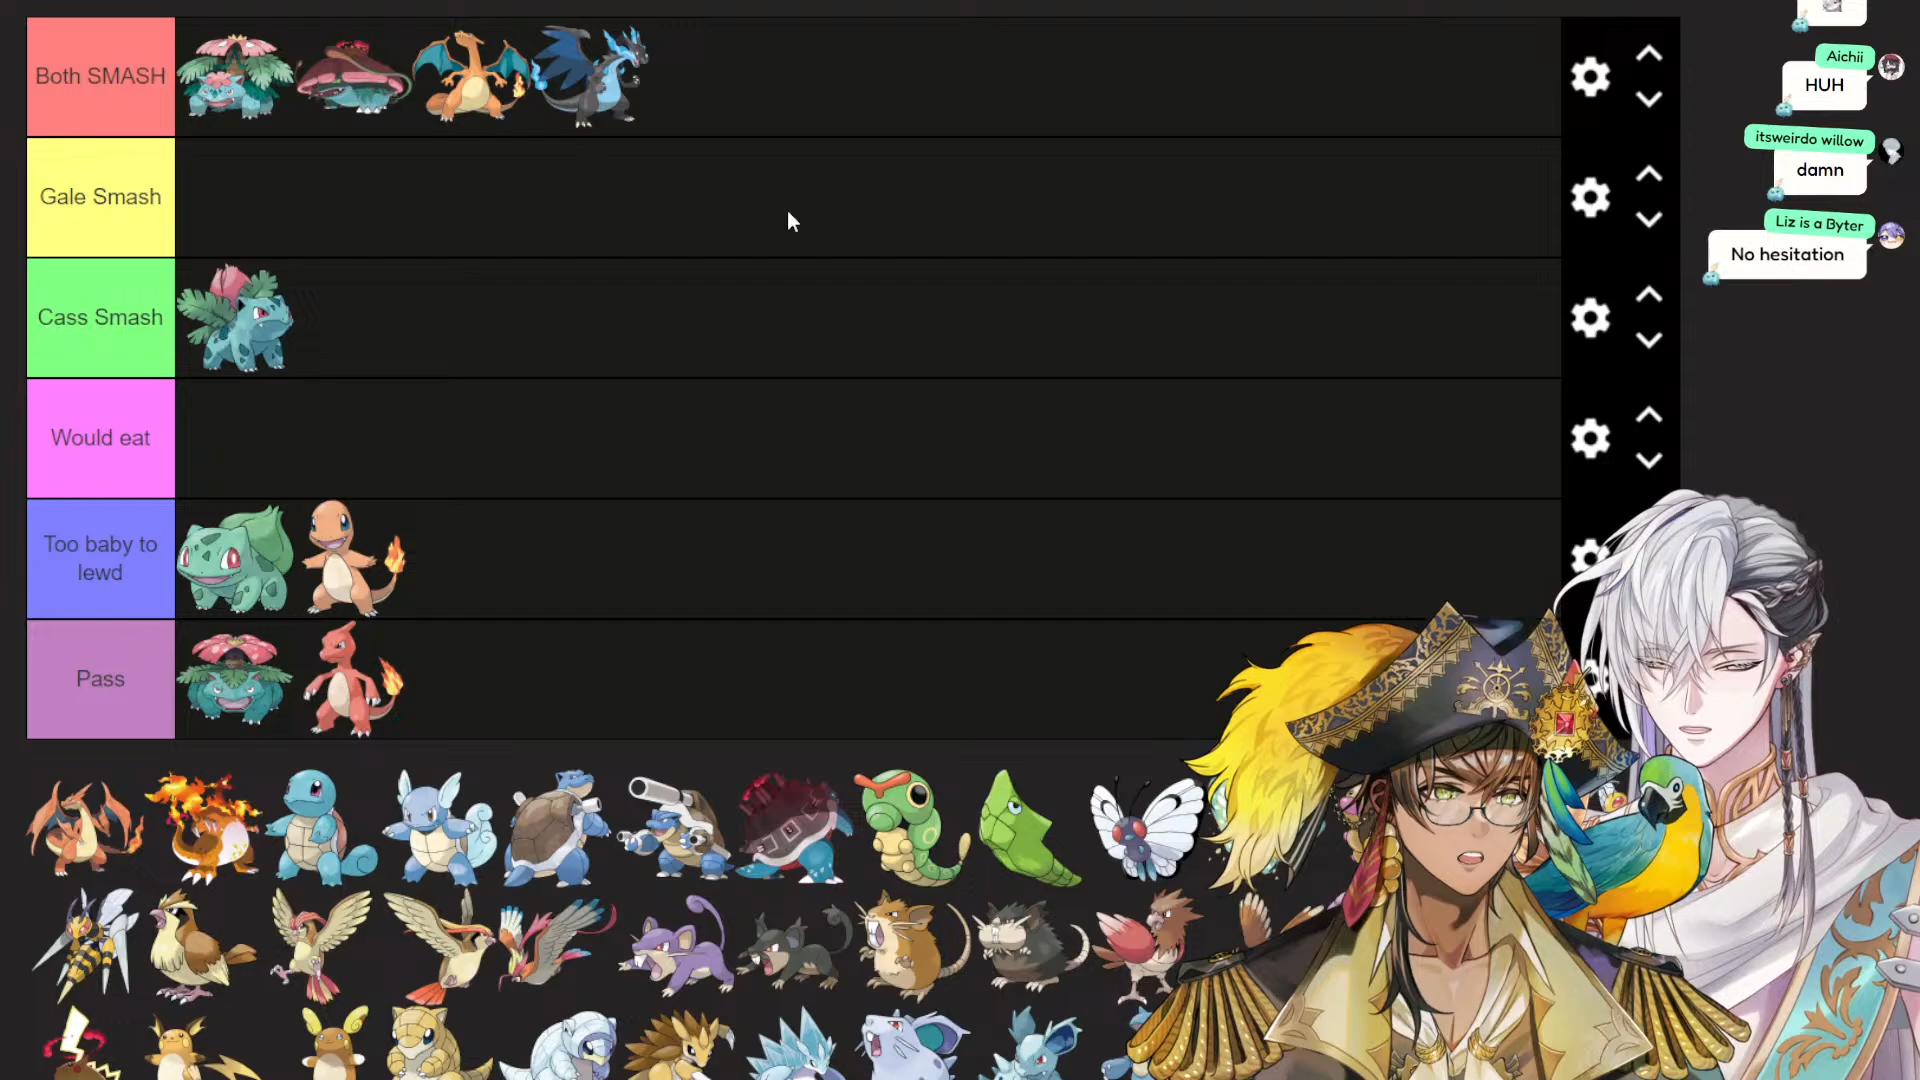 Both SMASH
Gale Smash
Cass Smash
Would eat
Too baby to
lewd
Pass
Aichii
HUH
itsweirdo willow
damn
Liz is a Byter
No hesitation